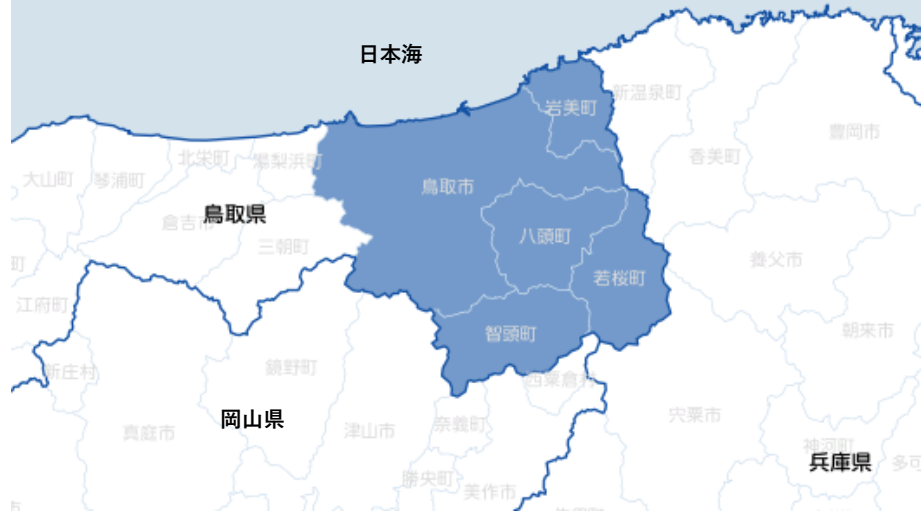 日本海
新温泉町
岩美町
豊岡市
香美町
北栄町
湯梨浜町
大山町
琴浦町
鳥取市
鳥取県
倉吉市
三朝町
八頭町
養父市
若桜町
江府町
町
智頭町
朝来市
新庄村
鏡野町
西粟倉村
岡山県
真庭市
津山市
奈義町
宍粟市
神河町
兵庫県
多可
勝央町
美作市